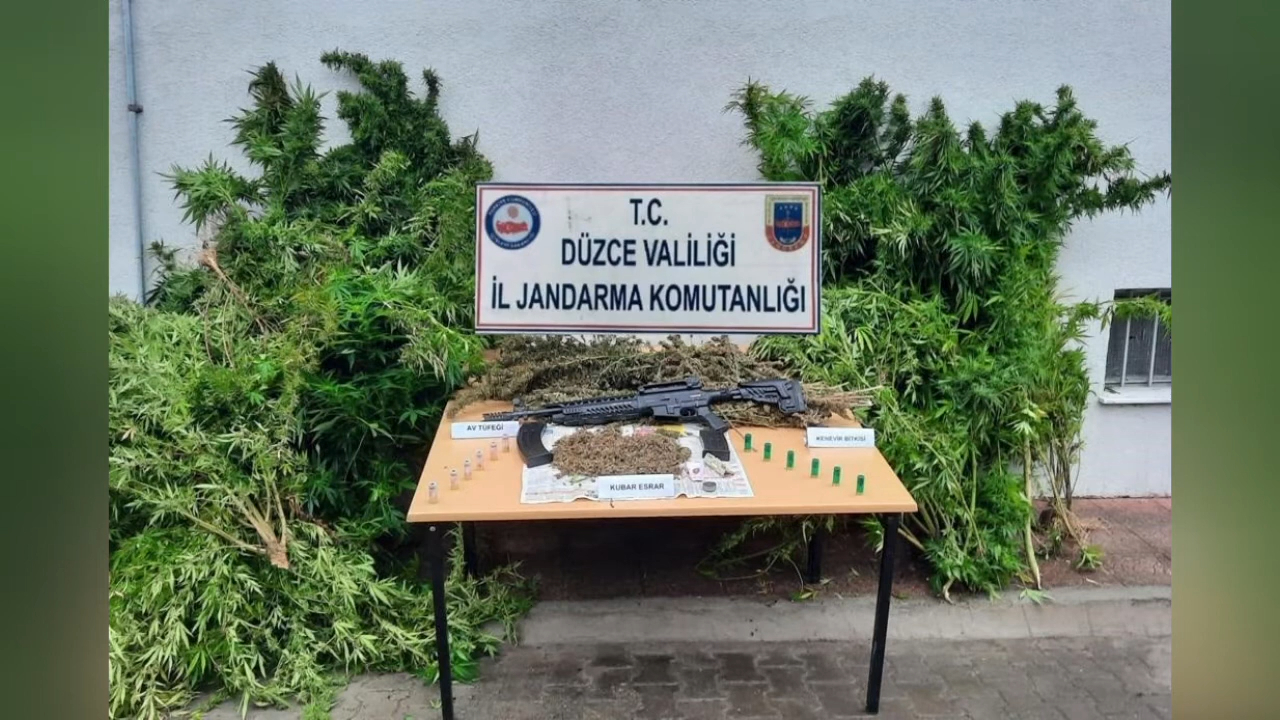 T.C.
DÜZCE VALİLİĞİ
İL JANDARMA KOMUTANLIĞI
AV TÜFEĞİ
KENEVİR BİTKİSİ
KUBAR ESRAR